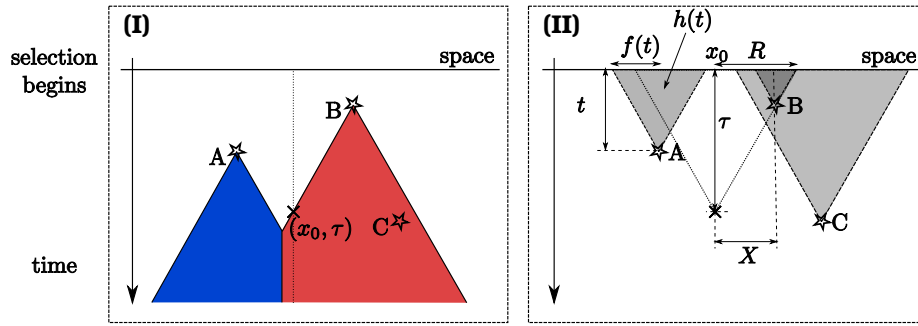 selection
begins
time
(I)
space
A
B
C
(x₀, τ)
(II)
h(t)
f(t)
x₀
R
space
t
τ
A
B
C
X